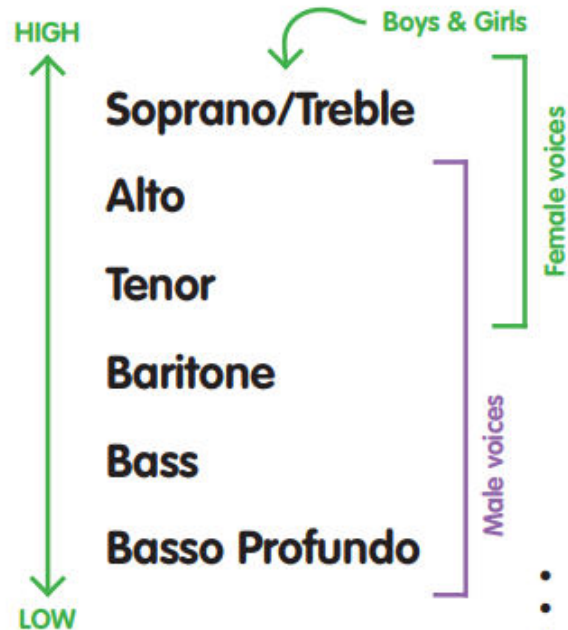 HIGH
Boys & Girls
Soprano/Treble
Alto
Tenor
Baritone
Bass
Basso Profundo
LOW
Female voices
Male voices